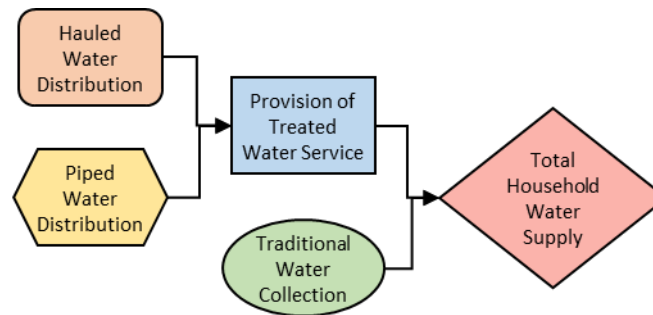 Hauled
Water
Distribution
Piped
Water
Distribution
Provision of
Treated
Water Service
Traditional
Water
Collection
Total
Household
Water
Supply